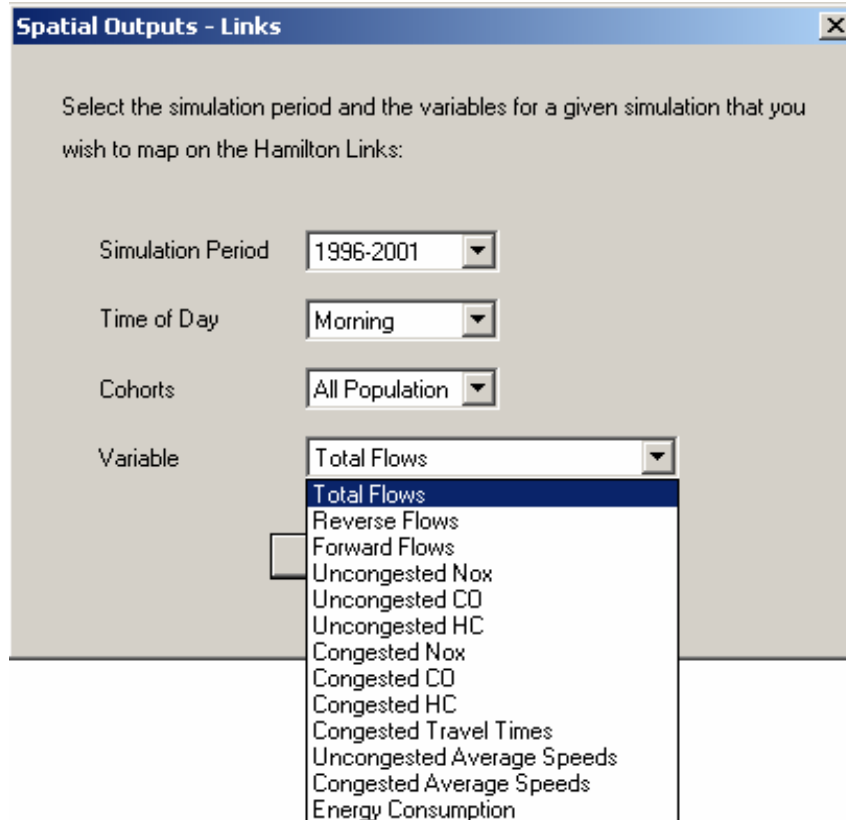 Spatial Outputs - Links
Select the simulation period and the variables for a given simulation that you
wish to map on the Hamilton Links:
Simulation Period 1996-2001
Time of Day Morning
Cohorts All Population
Variable Total Flows
Total Flows
Reverse Flows
Forward Flows
Uncongested Nox
Uncongested CO
Uncongested HC
Congested Nox
Congested CO
Congested HC
Congested Travel Times
Uncongested Average Speeds
Congested Average Speeds
Energy Consumption